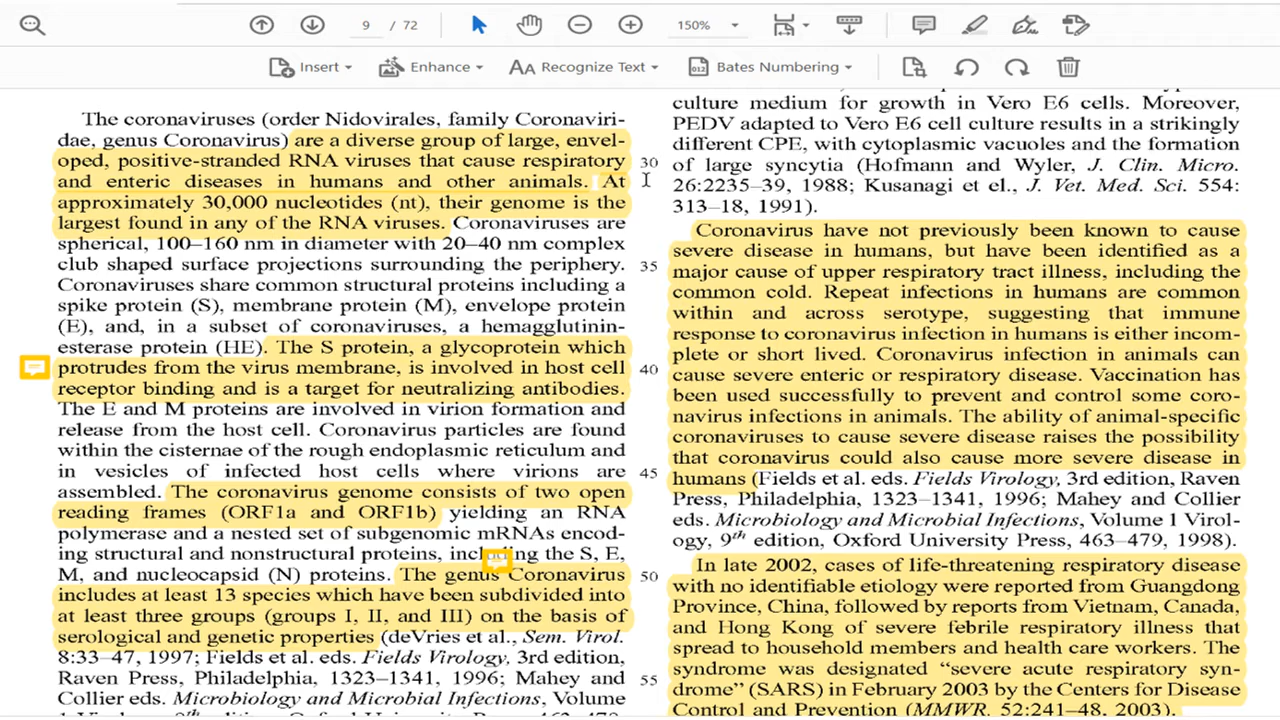 9 / 72
150%
Insert
Enhance
Recognize Text
Bates Numbering
The coronaviruses (order Nidovirales, family Coronaviri-
dae, genus Coronavirus) are a diverse group of large, envel-
oped, positive-stranded RNA viruses that cause respiratory
and enteric diseases in humans and other animals. At
approximately 30,000 nucleotides (nt), their genome is the
largest found in any of the RNA viruses. Coronaviruses are
spherical, 100–160 nm in diameter with 20–40 nm complex
club shaped surface projections surrounding the periphery.
Coronaviruses share common structural proteins including a
spike protein (S), membrane protein (M), envelope protein
(E), and, in a subset of coronaviruses, a hemagglutinin-
esterase protein (HE). The S protein, a glycoprotein which
protrudes from the virus membrane, is involved in host cell
receptor binding and is a target for neutralizing antibodies.
The E and M proteins are involved in virion formation and
release from the host cell. Coronavirus particles are found
within the cisternae of the rough endoplasmic reticulum and
in vesicles of infected host cells where virions are
assembled. The coronavirus genome consists of two open
reading frames (ORF1a and ORF1b) yielding an RNA
polymerase and a nested set of subgenomic mRNAs encod-
ing structural and nonstructural proteins, including the S, E,
M, and nucleocapsid (N) proteins. The genus Coronavirus
includes at least 13 species which have been subdivided into
at least three groups (groups I, II, and III) on the basis of
serological and genetic properties (deVries et al., Sem. Virol.
8:33–47, 1997; Fields et al. eds. Fields Virology, 3rd edition,
Raven Press, Philadelphia, 1323–1341, 1996; Mahey and
Collier eds. Microbiology and Microbial Infections, Volume
30
35
40
45
50
55
culture medium for growth in Vero E6 cells. Moreover,
PEDV adapted to Vero E6 cell culture results in a strikingly
different CPE, with cytoplasmic vacuoles and the formation
of large syncytia (Hofmann and Wyler, J. Clin. Micro.
26:2235–39, 1988; Kusanagi et el., J. Vet. Med. Sci. 554:
313–18, 1991).
Coronavirus have not previously been known to cause
severe disease in humans, but have been identified as a
major cause of upper respiratory tract illness, including the
common cold. Repeat infections in humans are common
within and across serotype, suggesting that immune
response to coronavirus infection in humans is either incom-
plete or short lived. Coronavirus infection in animals can
cause severe enteric or respiratory disease. Vaccination has
been used successfully to prevent and control some coro-
navirus infections in animals. The ability of animal-specific
coronaviruses to cause severe disease raises the possibility
that coronavirus could also cause more severe disease in
humans (Fields et al. eds. Fields Virology, 3rd edition, Raven
Press, Philadelphia, 1323–1341, 1996; Mahey and Collier
eds. Microbiology and Microbial Infections, Volume 1 Virol-
ogy, 9th edition, Oxford University Press, 463–479, 1998).
In late 2002, cases of life-threatening respiratory disease
with no identifiable etiology were reported from Guangdong
Province, China, followed by reports from Vietnam, Canada,
and Hong Kong of severe febrile respiratory illness that
spread to household members and health care workers. The
syndrome was designated “severe acute respiratory syn-
drome” (SARS) in February 2003 by the Centers for Disease
Control and Prevention (MMWR. 52:241–48, 2003).